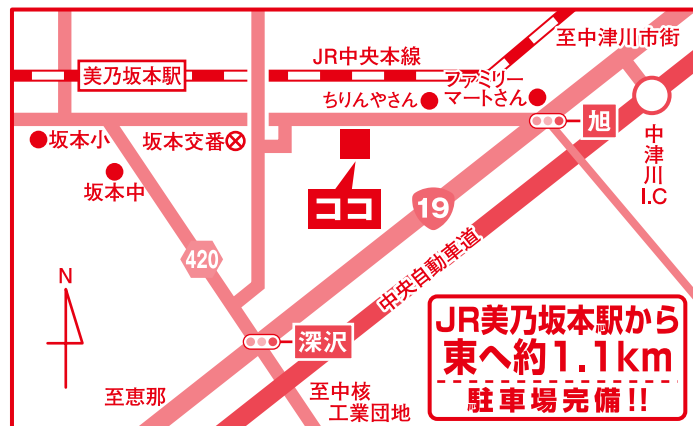 至中津川市街
JR中央本線
美乃坂本駅
ファミリー
マートさん
ちりんやさん
旭
坂本小
坂本交番
中津川I.C
坂本中
ココ
19
420
中央自動車道
N
深沢
JR美乃坂本駅から
東へ約1.1km
駐車場完備!!
至恵那
至中核
工業団地